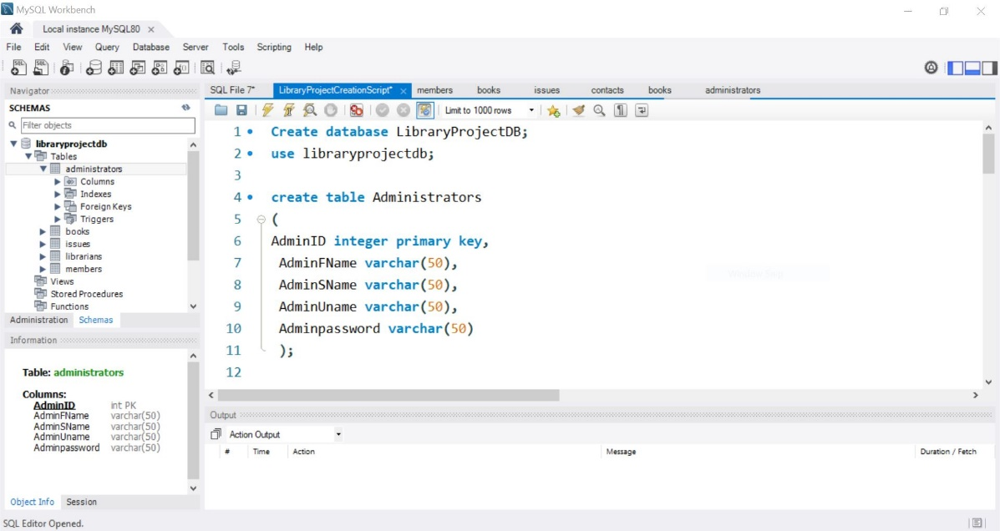 MySQL Workbench
Local instance MySQL80
File Edit View Query Database Server Tools Scripting Help
Navigator
SCHEMAS
Filter objects
libraryprojectdb
Tables
administrators
Columns
Indexes
Foreign Keys
Triggers
books
issues
librarians
members
Views
Stored Procedures
Functions
Administration Schemas
Information
Table: administrators
Columns:
AdminID int PK
AdminFName varchar(50)
AdminSName varchar(50)
AdminUname varchar(50)
Adminpassword varchar(50)
Object Info Session
SQL File 7* LibraryProjectCreationScript* members books issues contacts books administrators
Limit to 1000 rows
1 Create database LibraryProjectDB;
2 use libraryprojectdb;
3
4 create table Administrators
5 (
6 AdminID integer primary key,
7 AdminFName varchar(50),
8 AdminSName varchar(50),
9 AdminUname varchar(50),
10 Adminpassword varchar(50)
11 );
12
Output
Action Output
# Time Action Message Duration / Fetch
SQL Editor Opened.